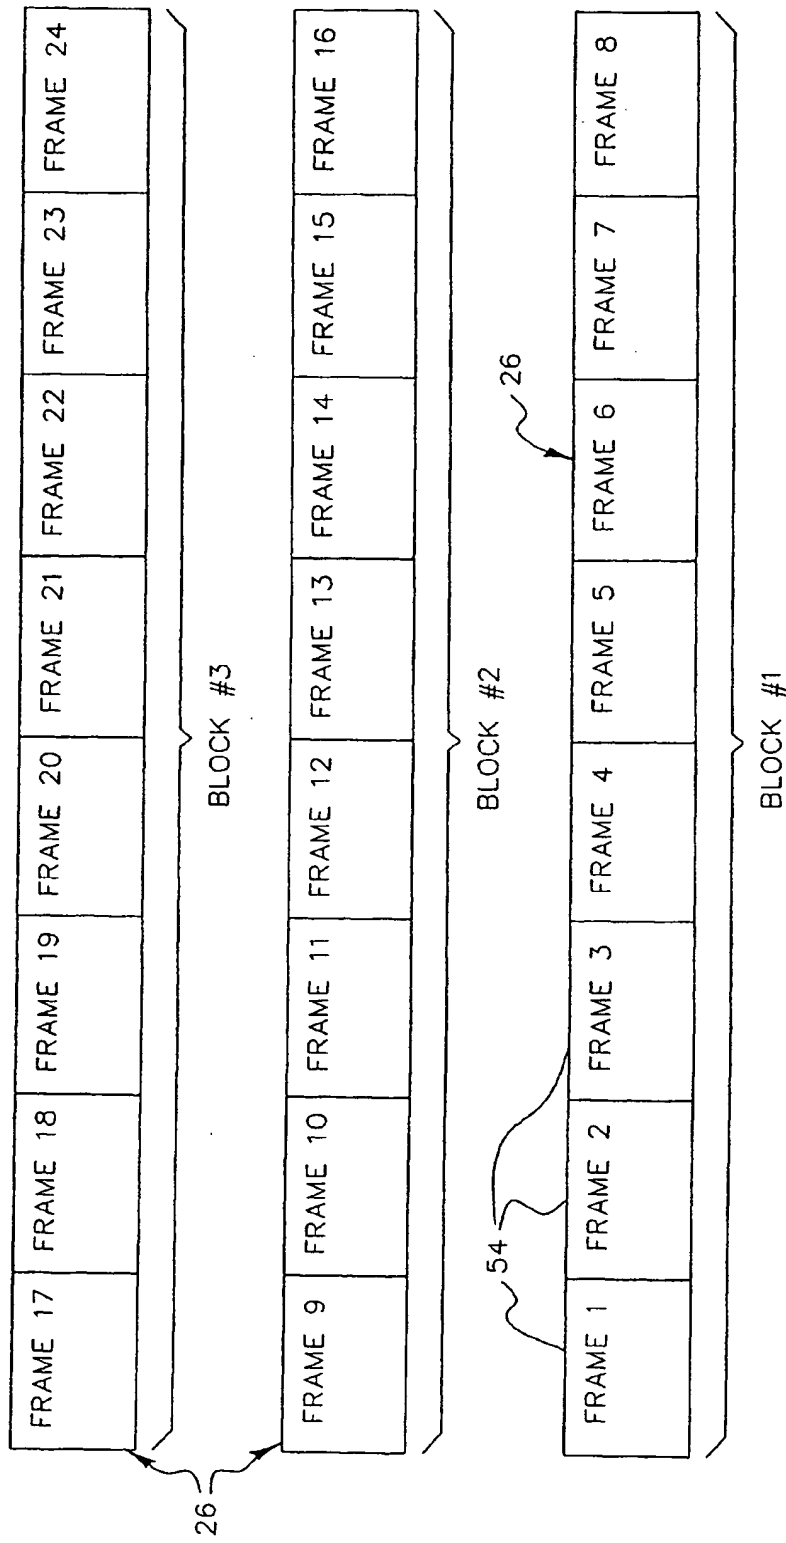 FRAME 17
FRAME 18
FRAME 19
FRAME 20
FRAME 21
FRAME 22
FRAME 23
FRAME 24
BLOCK #3
26
FRAME 9
FRAME 10
FRAME 11
FRAME 12
FRAME 13
FRAME 14
FRAME 15
FRAME 16
BLOCK #2
54
26
FRAME 1
FRAME 2
FRAME 3
FRAME 4
FRAME 5
FRAME 6
FRAME 7
FRAME 8
BLOCK #1